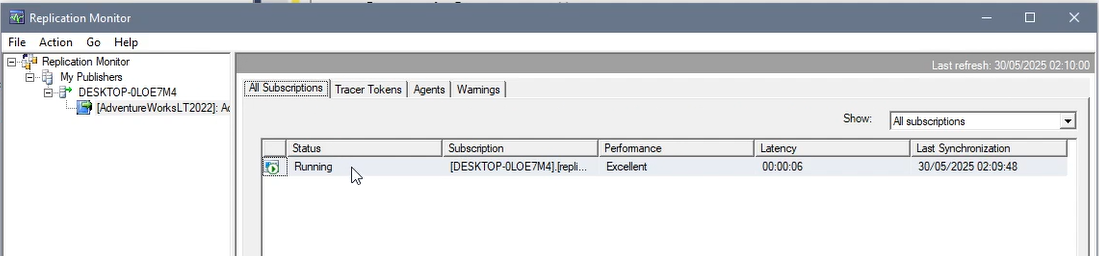 Replication Monitor
File Action Go Help
Replication Monitor
My Publishers
DESKTOP-0LOE7M4
[AdventureWorksLT2022]: Ac
Last refresh: 30/05/2025 02:10:00
All Subscriptions Tracer Tokens Agents Warnings
Show: All subscriptions
Status Subscription Performance Latency Last Synchronization
Running [DESKTOP-0LOE7M4].[repli... Excellent 00:00:06 30/05/2025 02:09:48